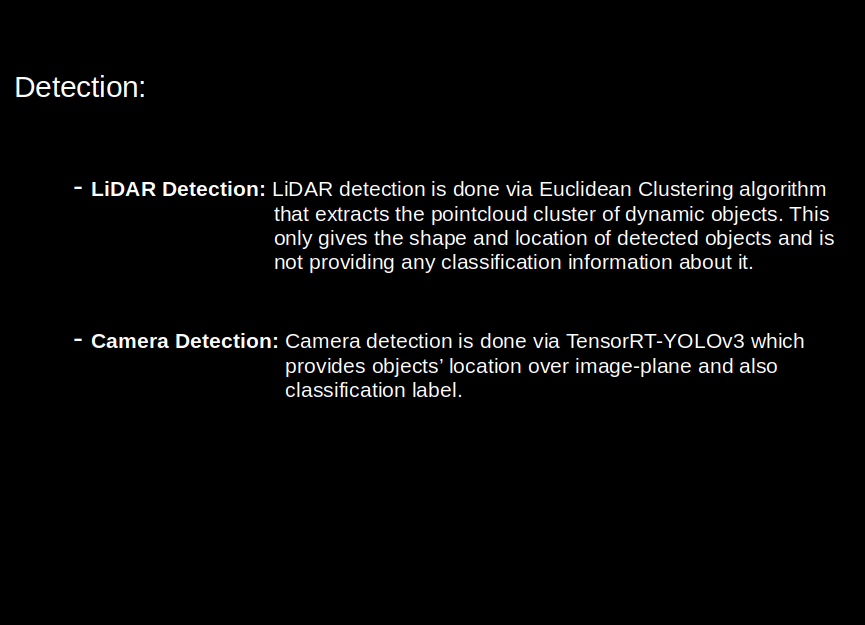 Detection:
- LiDAR Detection: LiDAR detection is done via Euclidean Clustering algorithm
that extracts the pointcloud cluster of dynamic objects. This
only gives the shape and location of detected objects and is
not providing any classification information about it.
- Camera Detection: Camera detection is done via TensorRT-YOLOv3 which
provides objects’ location over image-plane and also
classification label.